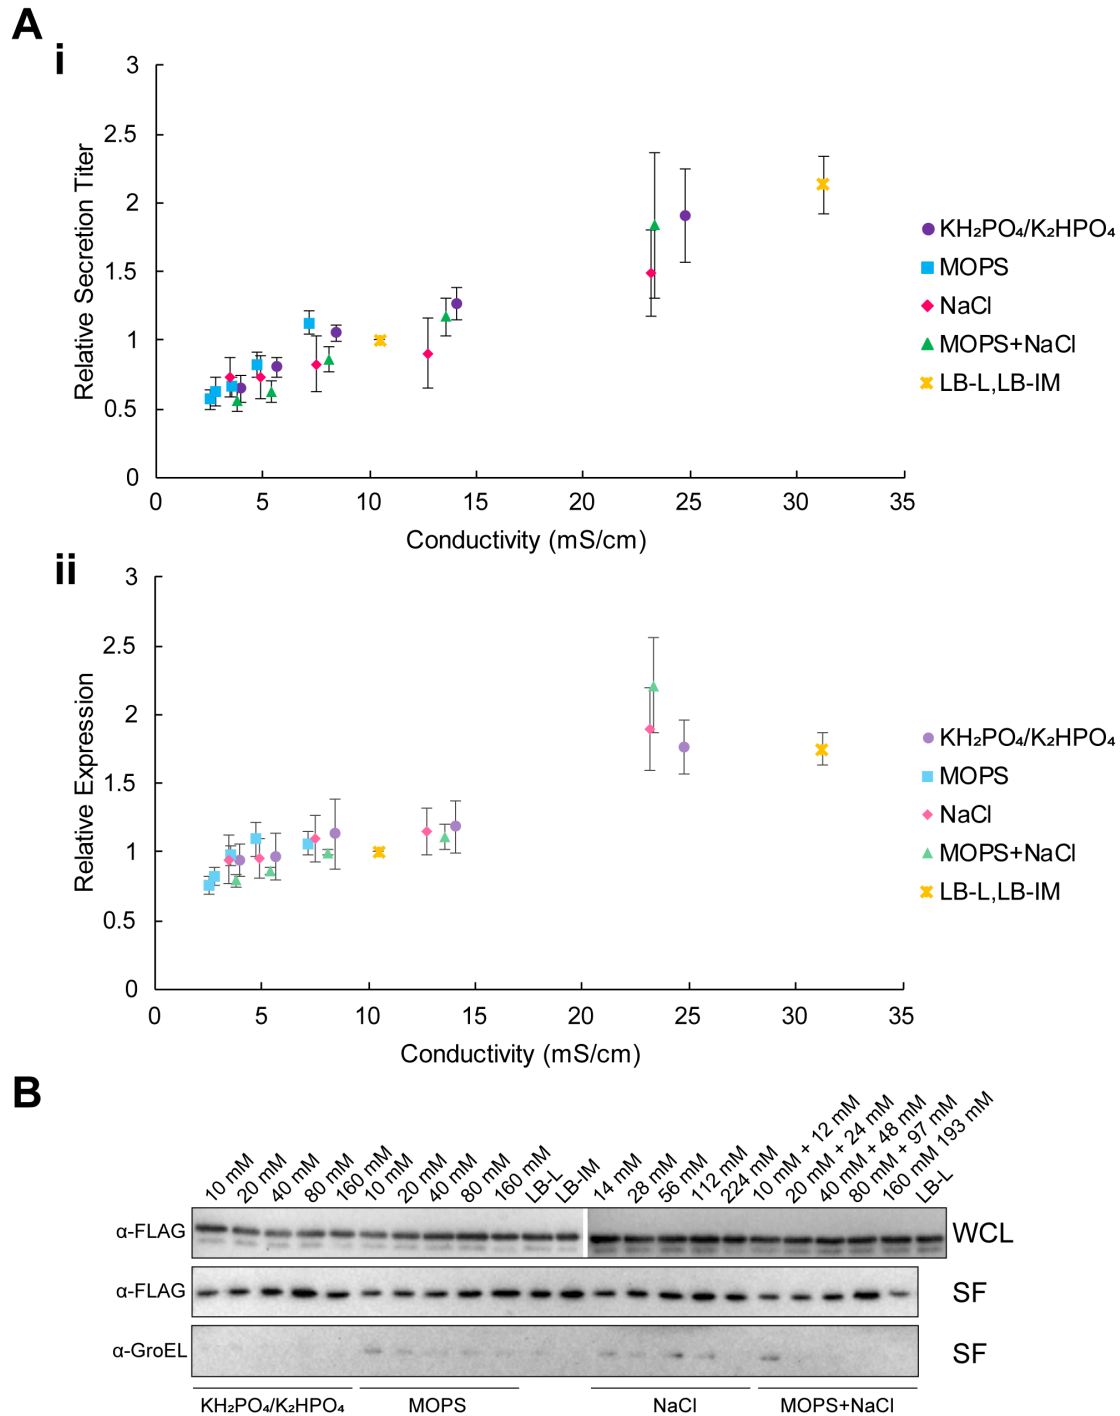 A
i
3
2.5
2
1.5
1
0.5
0
0 5 10 15 20 25 30 35
Relative Secretion Titer
Conductivity (mS/cm)
KH₂PO₄/K₂HPO₄
MOPS
NaCl
MOPS+NaCl
LB-L,LB-IM
ii
3
2.5
2
1.5
1
0.5
0
0 5 10 15 20 25 30 35
Relative Expression
Conductivity (mS/cm)
KH₂PO₄/K₂HPO₄
MOPS
NaCl
MOPS+NaCl
LB-L,LB-IM
B
10 mM
20 mM
40 mM
80 mM
160 mM
10 mM
20 mM
40 mM
80 mM
160 mM
LB-L
LB-IM
14 mM
28 mM
56 mM
112 mM
224 mM
10 mM + 12 mM
20 mM + 24 mM
40 mM + 48 mM
80 mM + 97 mM
160 mM 193 mM
LB-L
α-FLAG WCL
α-FLAG SF
α-GroEL SF
KH₂PO₄/K₂HPO₄ MOPS NaCl MOPS+NaCl